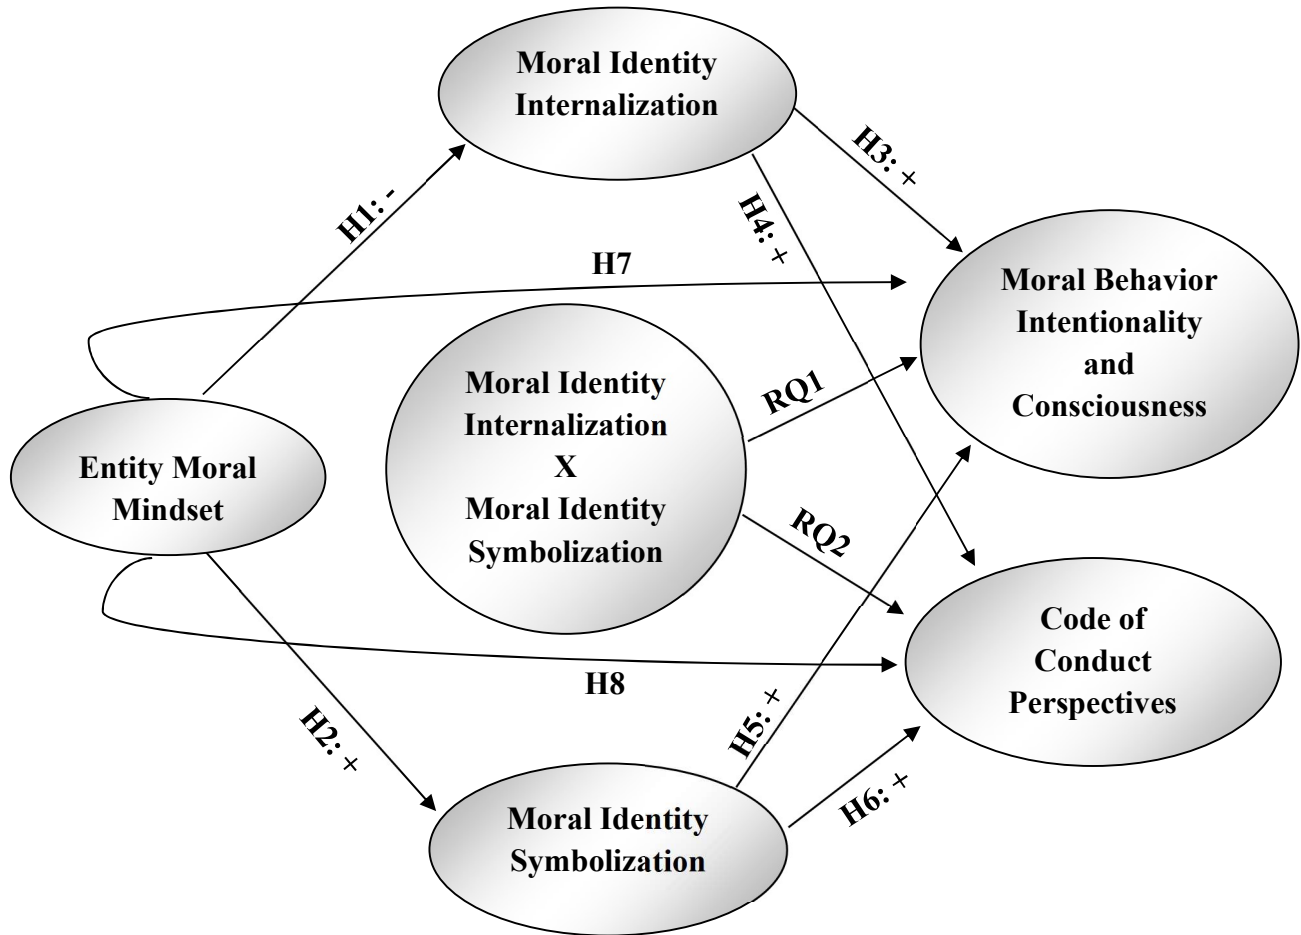 Moral Identity
Internalization
H3: +
H1: -
H4: +
H7
Moral Behavior
Intentionality
and
Consciousness
Moral Identity
Internalization
X
Moral Identity
Symbolization
RQ1
Entity Moral
Mindset
RQ2
Code of
Conduct
Perspectives
H8
H2: +
H5: +
H6: +
Moral Identity
Symbolization